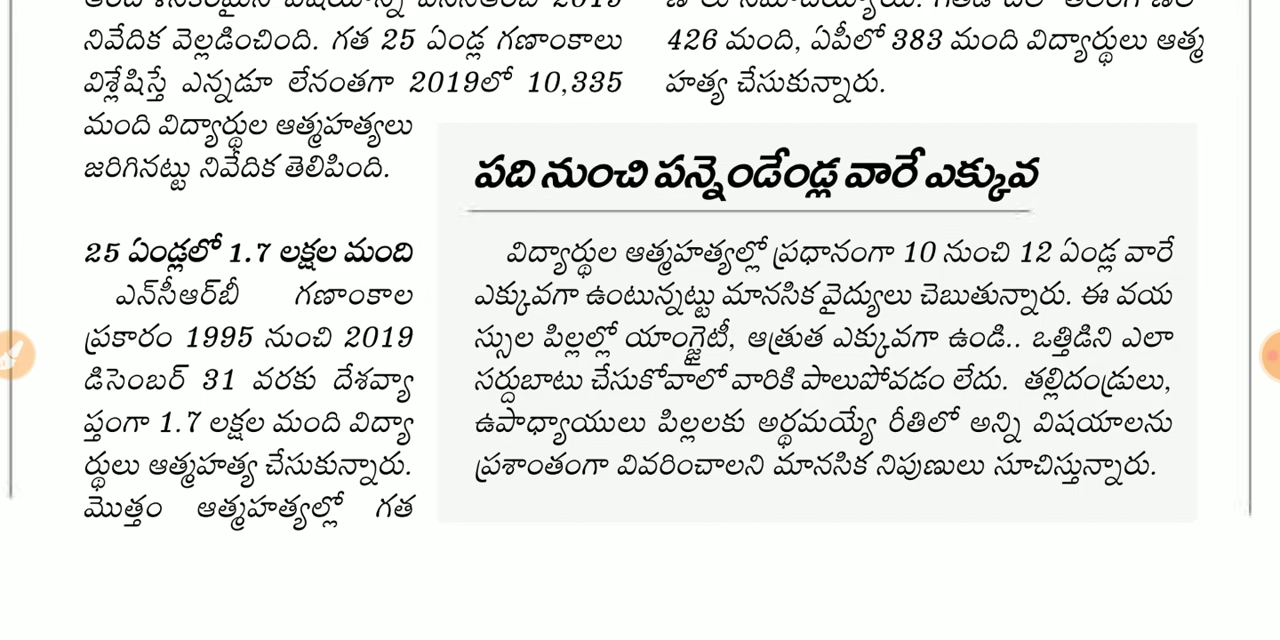 నివేదిక వెల్లడించింది. గత 25 ఏండ్ల గణాంకాలు
విశ్లేషిస్తే ఎన్నడూ లేనంతగా 2019లో 10,335
మంది విద్యార్థుల ఆత్మహత్యలు
జరిగినట్టు నివేదిక తెలిపింది.
25 ఏండ్లలో 1.7 లక్షల మంది
ఎన్‌సీఆర్‌బీ గణాంకాల
ప్రకారం 1995 నుంచి 2019
డిసెంబర్ 31 వరకు దేశవ్యా
ప్తంగా 1.7 లక్షల మంది విద్యా
ర్థులు ఆత్మహత్య చేసుకున్నారు.
మొత్తం ఆత్మహత్యల్లో గత
426 మంది, ఏపీలో 383 మంది విద్యార్థులు ఆత్మ
హత్య చేసుకున్నారు.
పది నుంచి పన్నెండేండ్ల వారే ఎక్కువ
విద్యార్థుల ఆత్మహత్యల్లో ప్రధానంగా 10 నుంచి 12 ఏండ్ల వారే
ఎక్కువగా ఉంటున్నట్టు మానసిక వైద్యులు చెబుతున్నారు. ఈ వయ
స్సుల పిల్లల్లో యాంగ్జైటీ, ఆత్రుత ఎక్కువగా ఉండి.. ఒత్తిడిని ఎలా
సర్దుబాటు చేసుకోవాలో వారికి పాలుపోవడం లేదు. తల్లిదండ్రులు,
ఉపాధ్యాయులు పిల్లలకు అర్థమయ్యే రీతిలో అన్ని విషయాలను
ప్రశాంతంగా వివరించాలని మానసిక నిపుణులు సూచిస్తున్నారు.